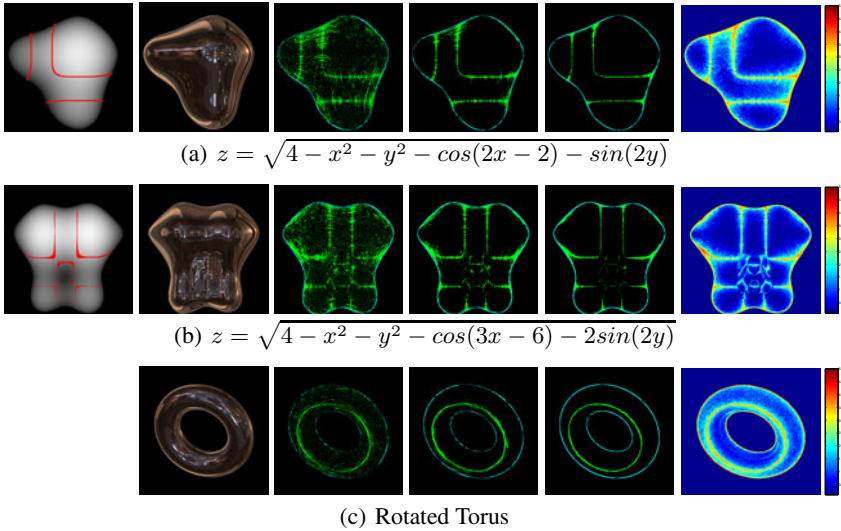 (a) z = √4 − x² − y² − cos(2x − 2) − sin(2y)
(b) z = √4 − x² − y² − cos(3x − 6) − 2sin(2y)
(c) Rotated Torus